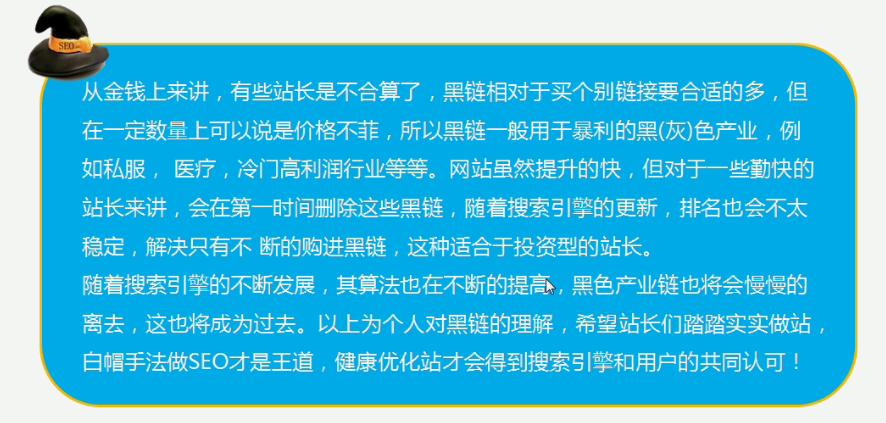 SEO
从金钱上来讲，有些站长是不合算了，黑链相对于买个别链接要合适的多，但
在一定数量上可以说是价格不菲，所以黑链一般用于暴利的黑(灰)色产业，例
如私服， 医疗，冷门高利润行业等等。网站虽然提升的快，但对于一些勤快的
站长来讲，会在第一时间删除这些黑链，随着搜索引擎的更新，排名也会不太
稳定，解决只有不 断的购进黑链，这种适合于投资型的站长。
随着搜索引擎的不断发展，其算法也在不断的提高，黑色产业链也将会慢慢的
离去，这也将成为过去。以上为个人对黑链的理解，希望站长们踏踏实实做站，
白帽手法做SEO才是王道，健康优化站才会得到搜索引擎和用户的共同认可！